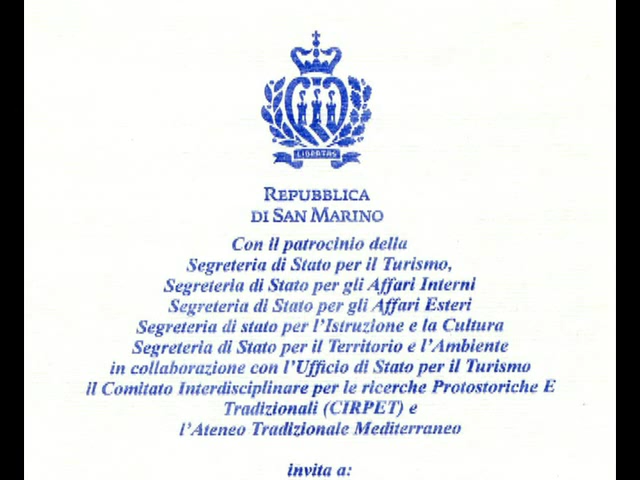 LIBERTAS
REPUBBLICA
DI SAN MARINO
Con il patrocinio della
Segreteria di Stato per il Turismo,
Segreteria di Stato per gli Affari Interni
Segreteria di Stato per gli Affari Esteri
Segreteria di stato per l'Istruzione e la Cultura
Segreteria di Stato per il Territorio e l'Ambiente
in collaborazione con l'Ufficio di Stato per il Turismo
il Comitato Interdisciplinare per le ricerche Protostoriche E
Tradizionali (CIRPET) e
l'Ateneo Tradizionale Mediterraneo
invita a: